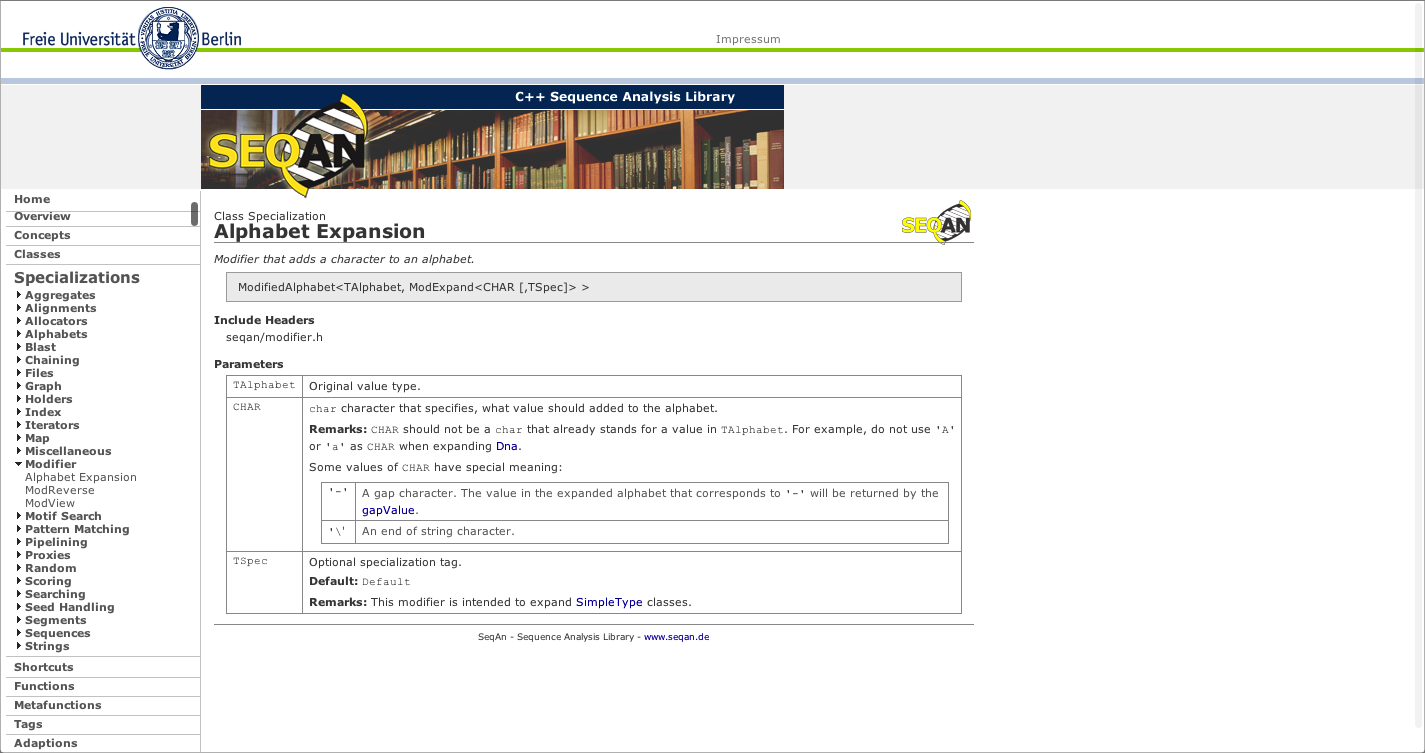 Freie Universität Berlin
Impressum
C++ Sequence Analysis Library
SEQAN
Home
Overview
Concepts
Classes
Specializations
Aggregates
Alignments
Allocators
Alphabets
Blast
Chaining
Files
Graph
Holders
Index
Iterators
Map
Miscellaneous
Modifier
Alphabet Expansion
ModReverse
ModView
Motif Search
Pattern Matching
Pipelining
Proxies
Random
Scoring
Searching
Seed Handling
Segments
Sequences
Strings
Shortcuts
Functions
Metafunctions
Tags
Adaptions
Class Specialization
Alphabet Expansion
SEQAN
Modifier that adds a character to an alphabet.
ModifiedAlphabet<TAlphabet, ModExpand<CHAR [,TSpec]> >
Include Headers
seqan/modifier.h
Parameters
TAlphabet Original value type.
CHAR char character that specifies, what value should added to the alphabet.
Remarks: CHAR should not be a char that already stands for a value in TAlphabet. For example, do not use 'A'
or 'a' as CHAR when expanding Dna.
Some values of CHAR have special meaning:
'-' A gap character. The value in the expanded alphabet that corresponds to '-' will be returned by the
gapValue.
'\' An end of string character.
TSpec Optional specialization tag.
Default: Default
Remarks: This modifier is intended to expand SimpleType classes.
SeqAn - Sequence Analysis Library - www.seqan.de